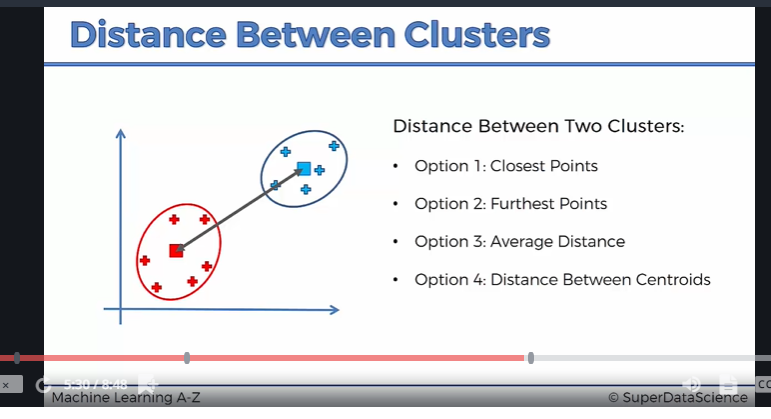 Distance Between Clusters
Distance Between Two Clusters:
• Option 1: Closest Points
• Option 2: Furthest Points
• Option 3: Average Distance
• Option 4: Distance Between Centroids
5:30 / 8:48
Machine Learning A-Z
© SuperDataScience